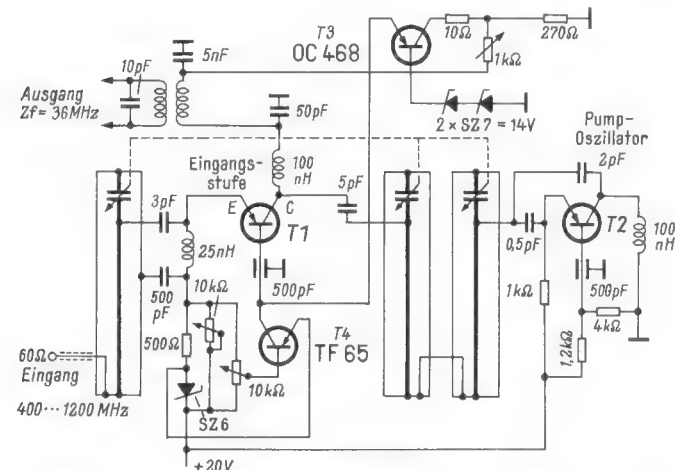 T3
OC 468
10Ω
270Ω
1kΩ
5nF
10pF
Ausgang
Zf = 36MHz
50pF
2 × SZ 7 = 14V
Pump-
Oszillator
2pF
Eingangs-
stufe
100
nH
5pF
3pF
E
C
T1
T2
0,5pF
100
nH
25nH
500pF
500
pF
10kΩ
1kΩ
500pF
4kΩ
1,2kΩ
T4
TF 65
500Ω
10kΩ
60Ω
Eingang
400···1200 MHz
SZ 6
+20V